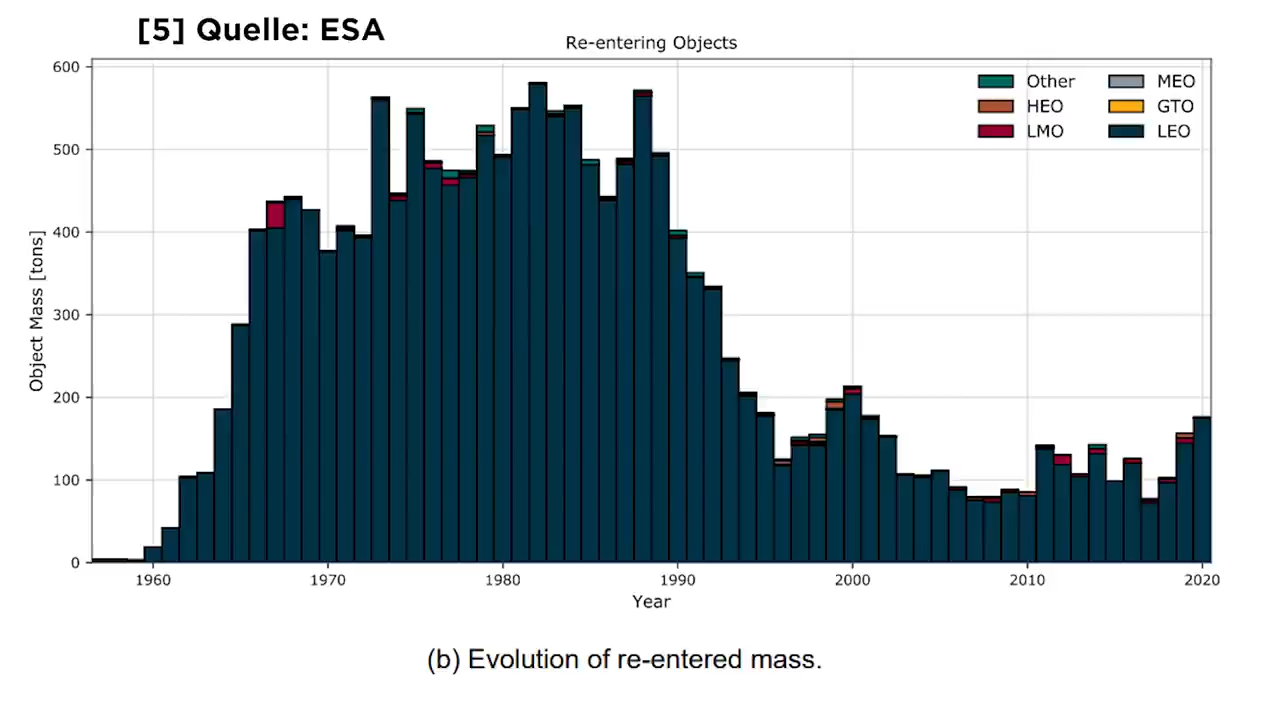 [5] Quelle: ESA
Re-entering Objects
Other
HEO
LMO
MEO
GTO
LEO
Object Mass [tons]
600
500
400
300
200
100
0
1960 1970 1980 1990 2000 2010 2020
Year
(b) Evolution of re-entered mass.